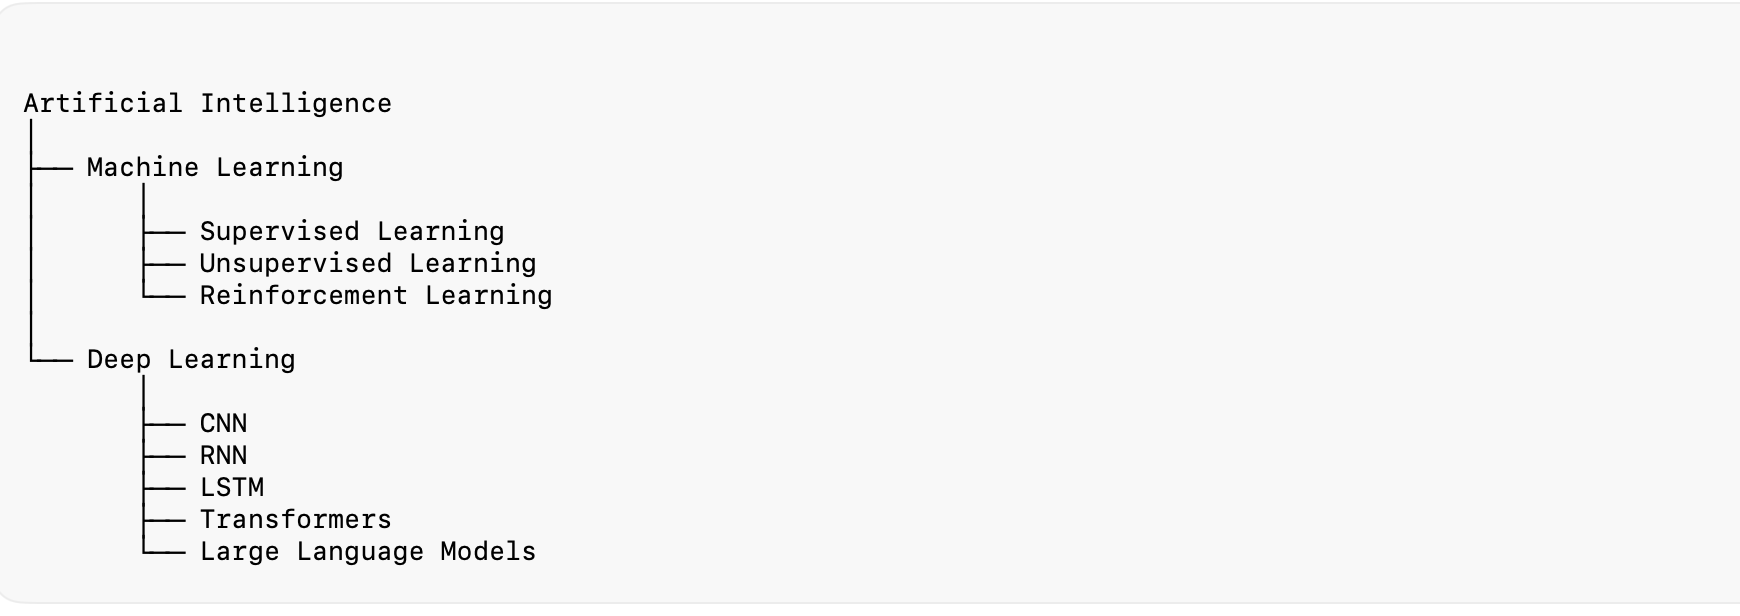 Artificial Intelligence
Machine Learning
Supervised Learning
Unsupervised Learning
Reinforcement Learning
Deep Learning
CNN
RNN
LSTM
Transformers
Large Language Models